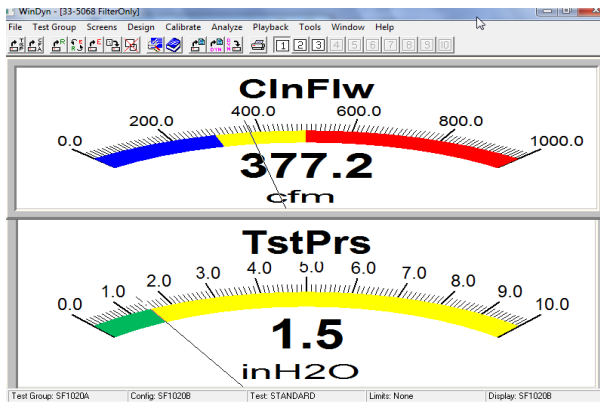 WinDyn - [33-5068 FilterOnly]
File Test Group Screens Design Calibrate Analyze Playback Tools Window Help
1 2 3 4 5 6 7 8 9 10
ClnFlw
0.0 200.0 400.0 600.0 800.0 1000.0
377.2
cfm
TstPrs
0.0 1.0 2.0 3.0 4.0 5.0 6.0 7.0 8.0 9.0 10.0
1.5
inH2O
Test Group: SF1020A Config: SF1020B Test: STANDARD Limits: None Display: SF1020B